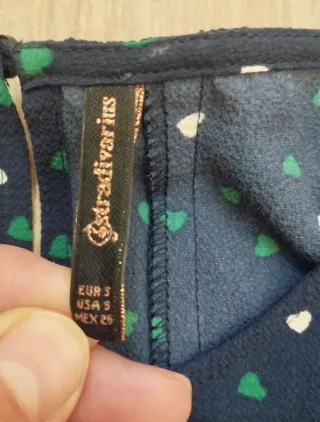 stradivarius
EUR S
USA S
MEX 26